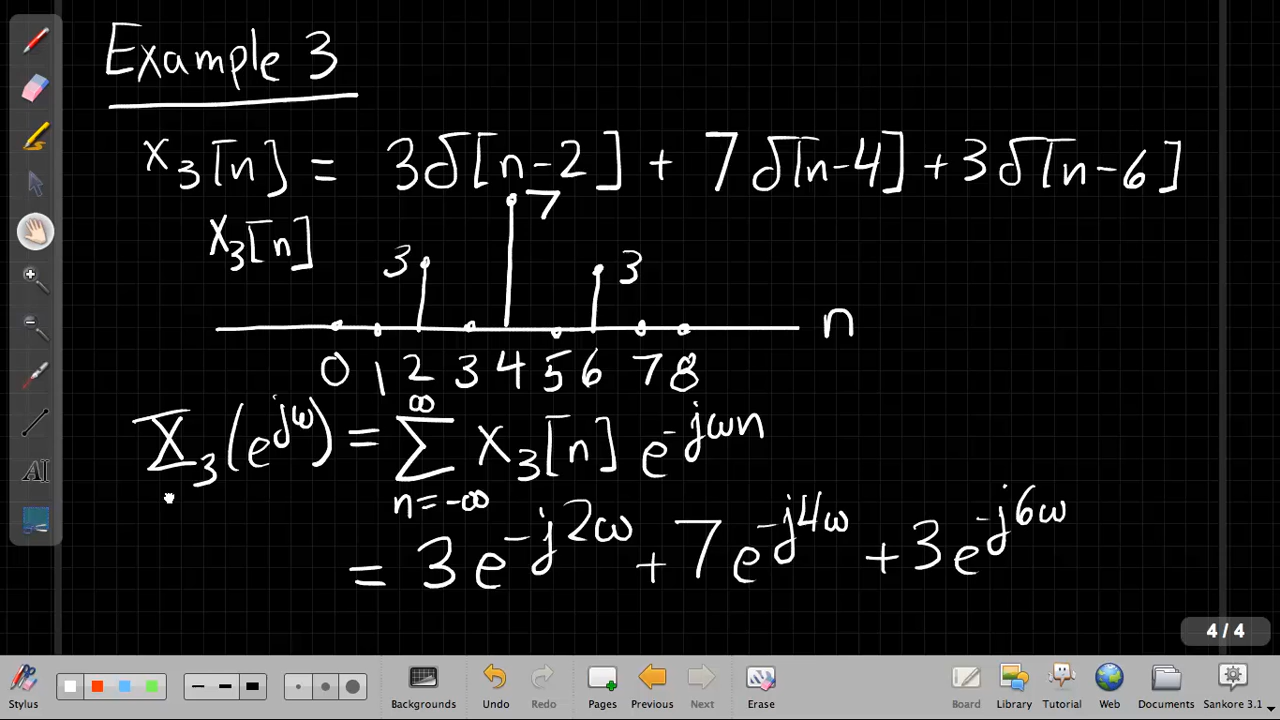 Example 3
x₃[n] = 3δ[n-2] + 7δ[n-4] + 3δ[n-6]
x₃[n]
7
3
3
n
0 1 2 3 4 5 6 7 8
X₃(e^{jω}) = ∑_{n=-∞}^{∞} x₃[n] e^{-jωn}
= 3e^{-j2ω} + 7e^{-j4ω} + 3e^{-j6ω}
4 / 4
Stylus Backgrounds Undo Redo Pages Previous Next Erase Board Library Tutorial Web Documents Sankore 3.1